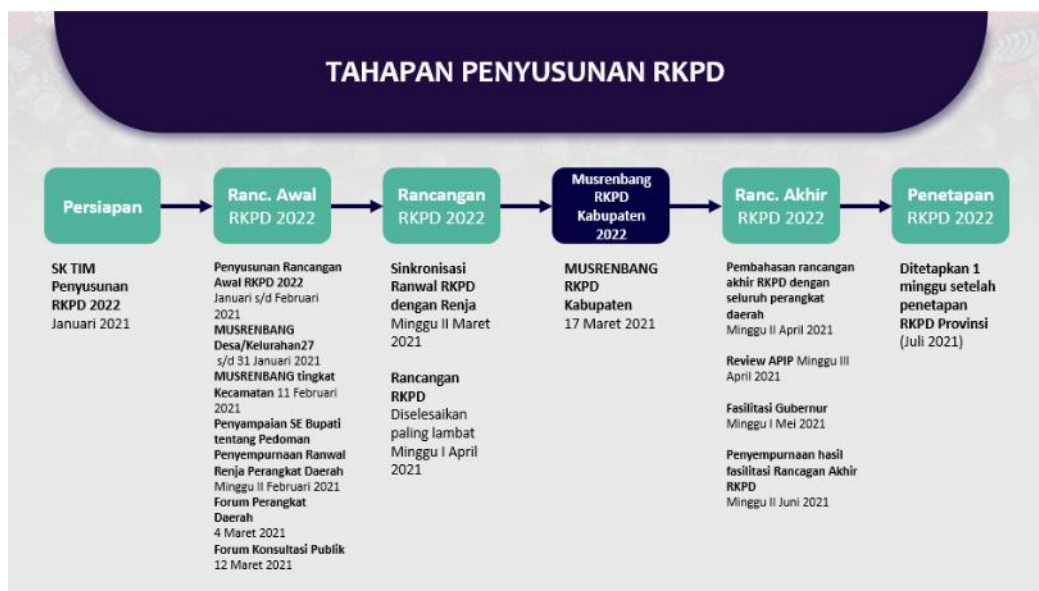 TAHAPAN PENYUSUNAN RKPD
Persiapan
SK TIM
Penyusunan
RKPD 2022
Januari 2021
Ranc. Awal
RKPD 2022
Penyusunan Rancangan
Awal RKPD 2022
Januari s/d Februari
2021
MUSRENBANG
Desa/Kelurahan27
s/d 31 Januari 2021
MUSRENBANG tingkat
Kecamatan 11 Februari
2021
Penyampaian SE Bupati
tentang Pedoman
Penyempurnaan Ranwal
Renja Perangkat Daerah
Minggu II Februari 2021
Forum Perangkat
Daerah
4 Maret 2021
Forum Konsultasi Publik
12 Maret 2021
Rancangan
RKPD 2022
Sinkronisasi
Ranwal RKPD
dengan Renja
Minggu II Maret
2021
Rancangan
RKPD
Diselesaikan
paling lambat
Minggu I April
2021
Musrenbang
RKPD
Kabupaten
2022
MUSRENBANG
RKPD
Kabupaten
17 Maret 2021
Ranc. Akhir
RKPD 2022
Pembahasan rancangan
akhir RKPD dengan
seluruh perangkat
daerah
Minggu II April 2021
Review APIP Minggu III
April 2021
Fasilitasi Gubernur
Minggu I Mei 2021
Penyempurnaan hasil
fasilitasi Rancagan Akhir
RKPD
Minggu II Juni 2021
Penetapan
RKPD 2022
Ditetapkan 1
minggu setelah
penetapan
RKPD Provinsi
(Juli 2021)